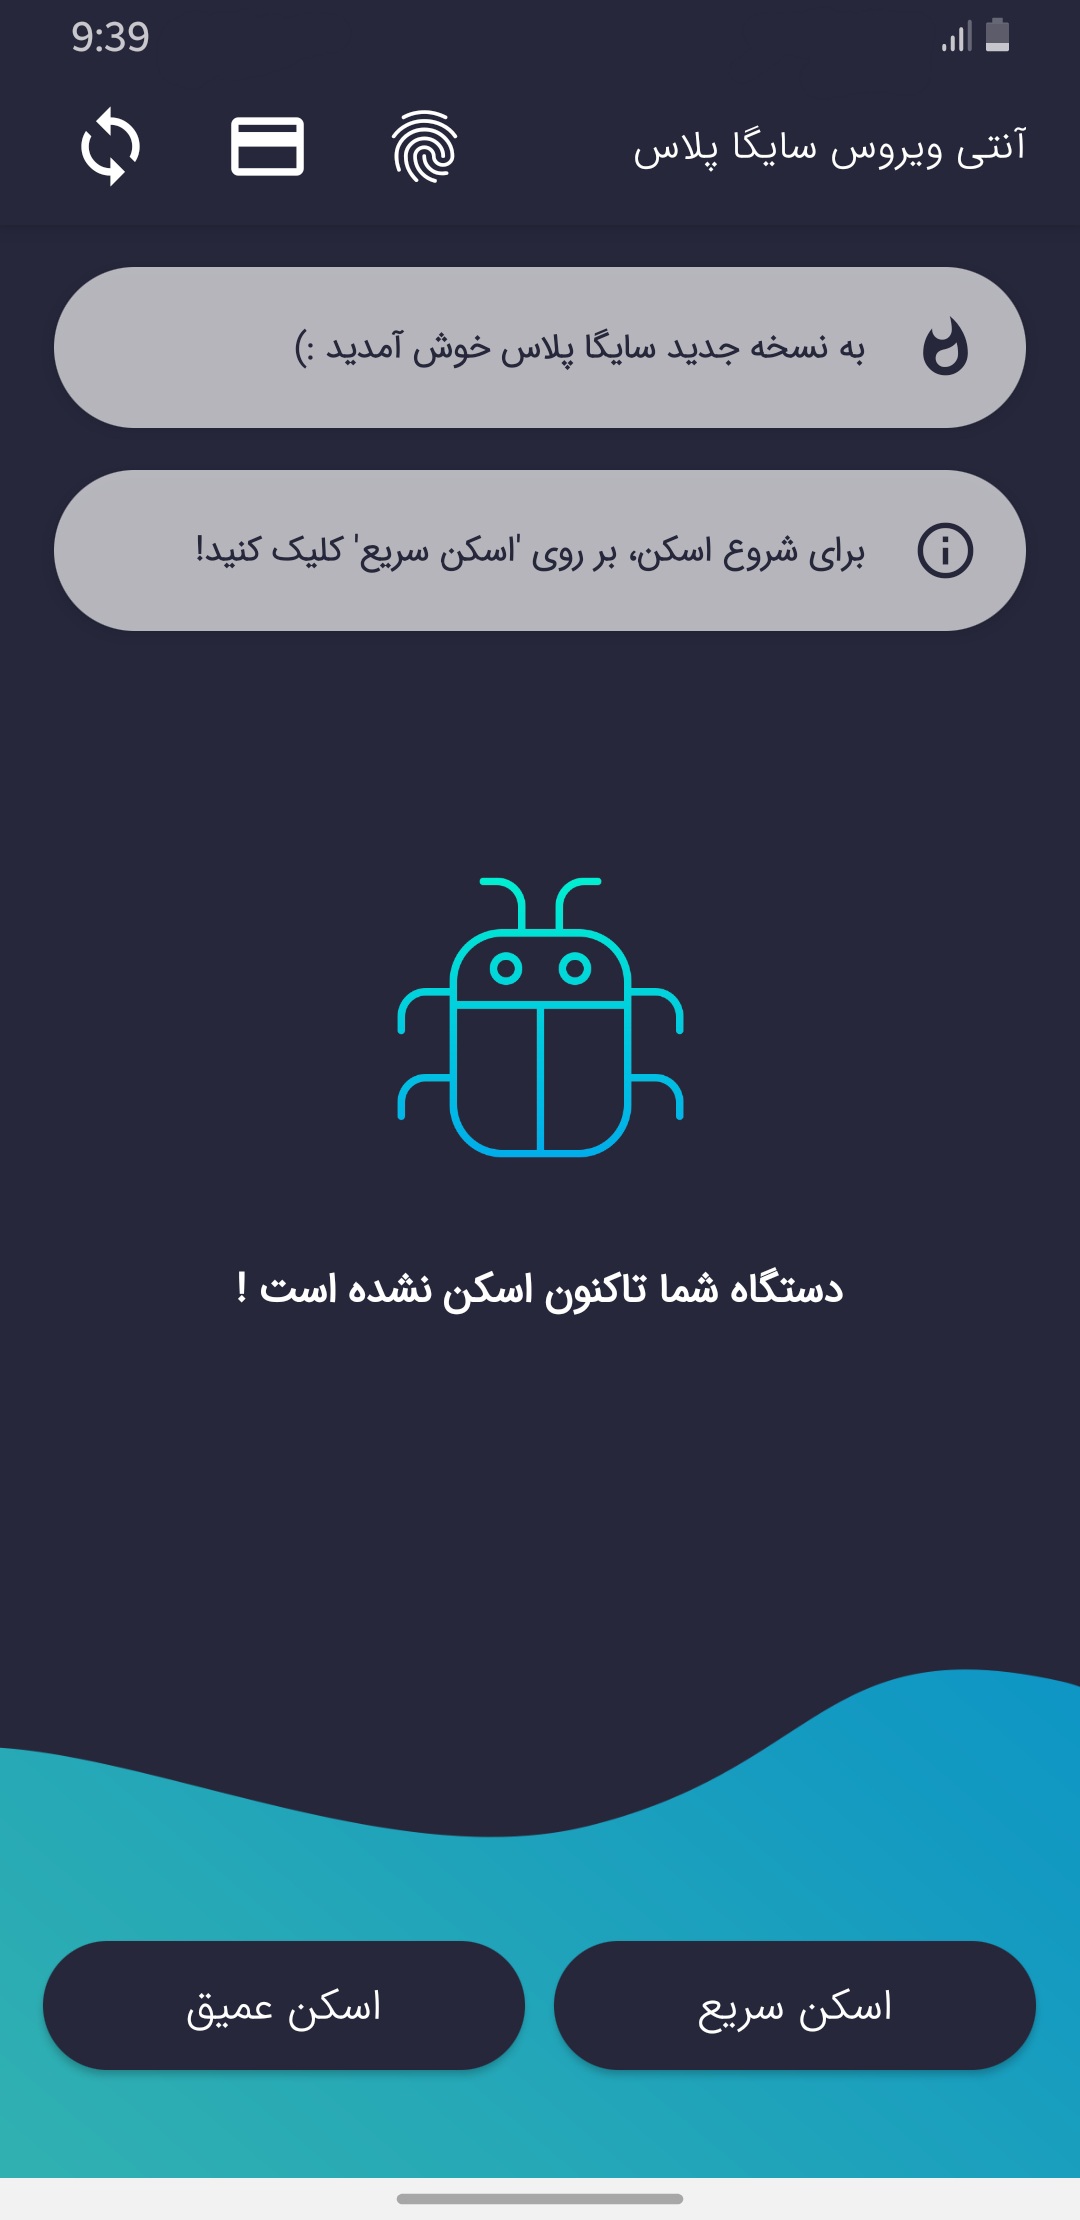 9:39
آنتی ویروس سایگا پلاس
به نسخه جدید سایگا پلاس خوش آمدید :)
برای شروع اسکن، بر روی 'اسکن سریع' کلیک کنید!
دستگاه شما تاکنون اسکن نشده است !
اسکن سریع
اسکن عمیق